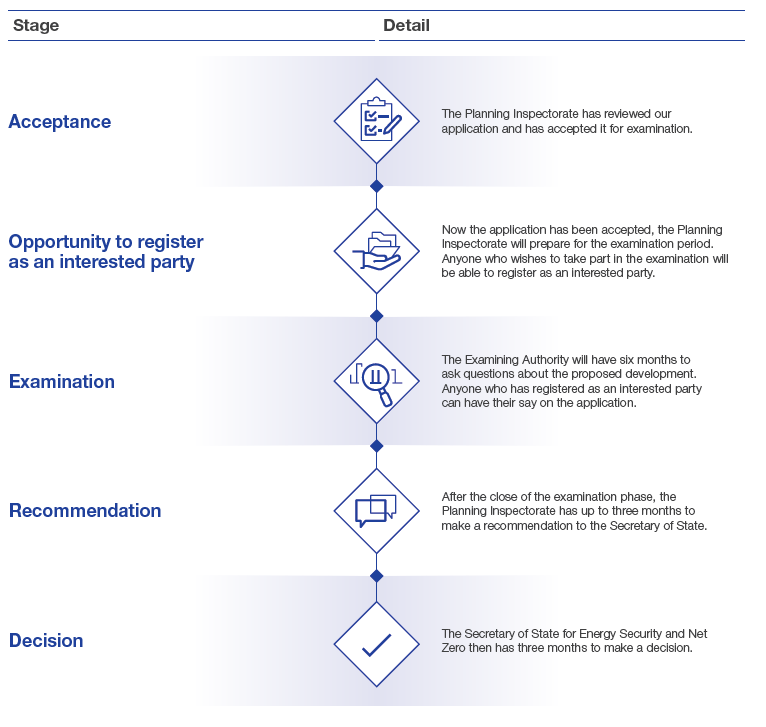 Stage
Detail
Acceptance
The Planning Inspectorate has reviewed our
application and has accepted it for examination.
Opportunity to register
as an interested party
Now the application has been accepted, the Planning
Inspectorate will prepare for the examination period.
Anyone who wishes to take part in the examination will
be able to register as an interested party.
Examination
The Examining Authority will have six months to
ask questions about the proposed development.
Anyone who has registered as an interested party
can have their say on the application.
Recommendation
After the close of the examination phase, the
Planning Inspectorate has up to three months to
make a recommendation to the Secretary of State.
Decision
The Secretary of State for Energy Security and Net
Zero then has three months to make a decision.